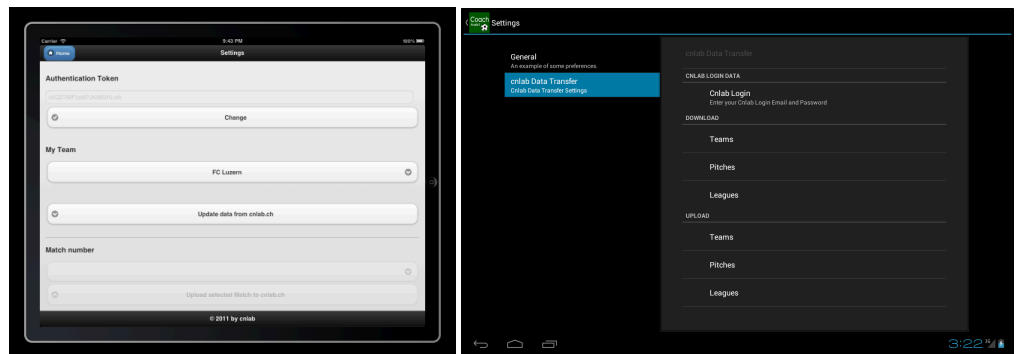 Carrier 9:43 PM 100%
Home Settings
Authentication Token
Change
My Team
FC Luzern
Update data from cnlab.ch
Match number
Upload selected Match to cnlab.ch
© 2011 by cnlab
Coach Settings
General
An example of some preferences.
cnlab Data Transfer
Cnlab Data Transfer Settings
cnlab Data Transfer
CNLAB LOGIN DATA
Cnlab Login
Enter your Cnlab Login Email and Password
DOWNLOAD
Teams
Pitches
Leagues
UPLOAD
Teams
Pitches
Leagues
3:22 3G